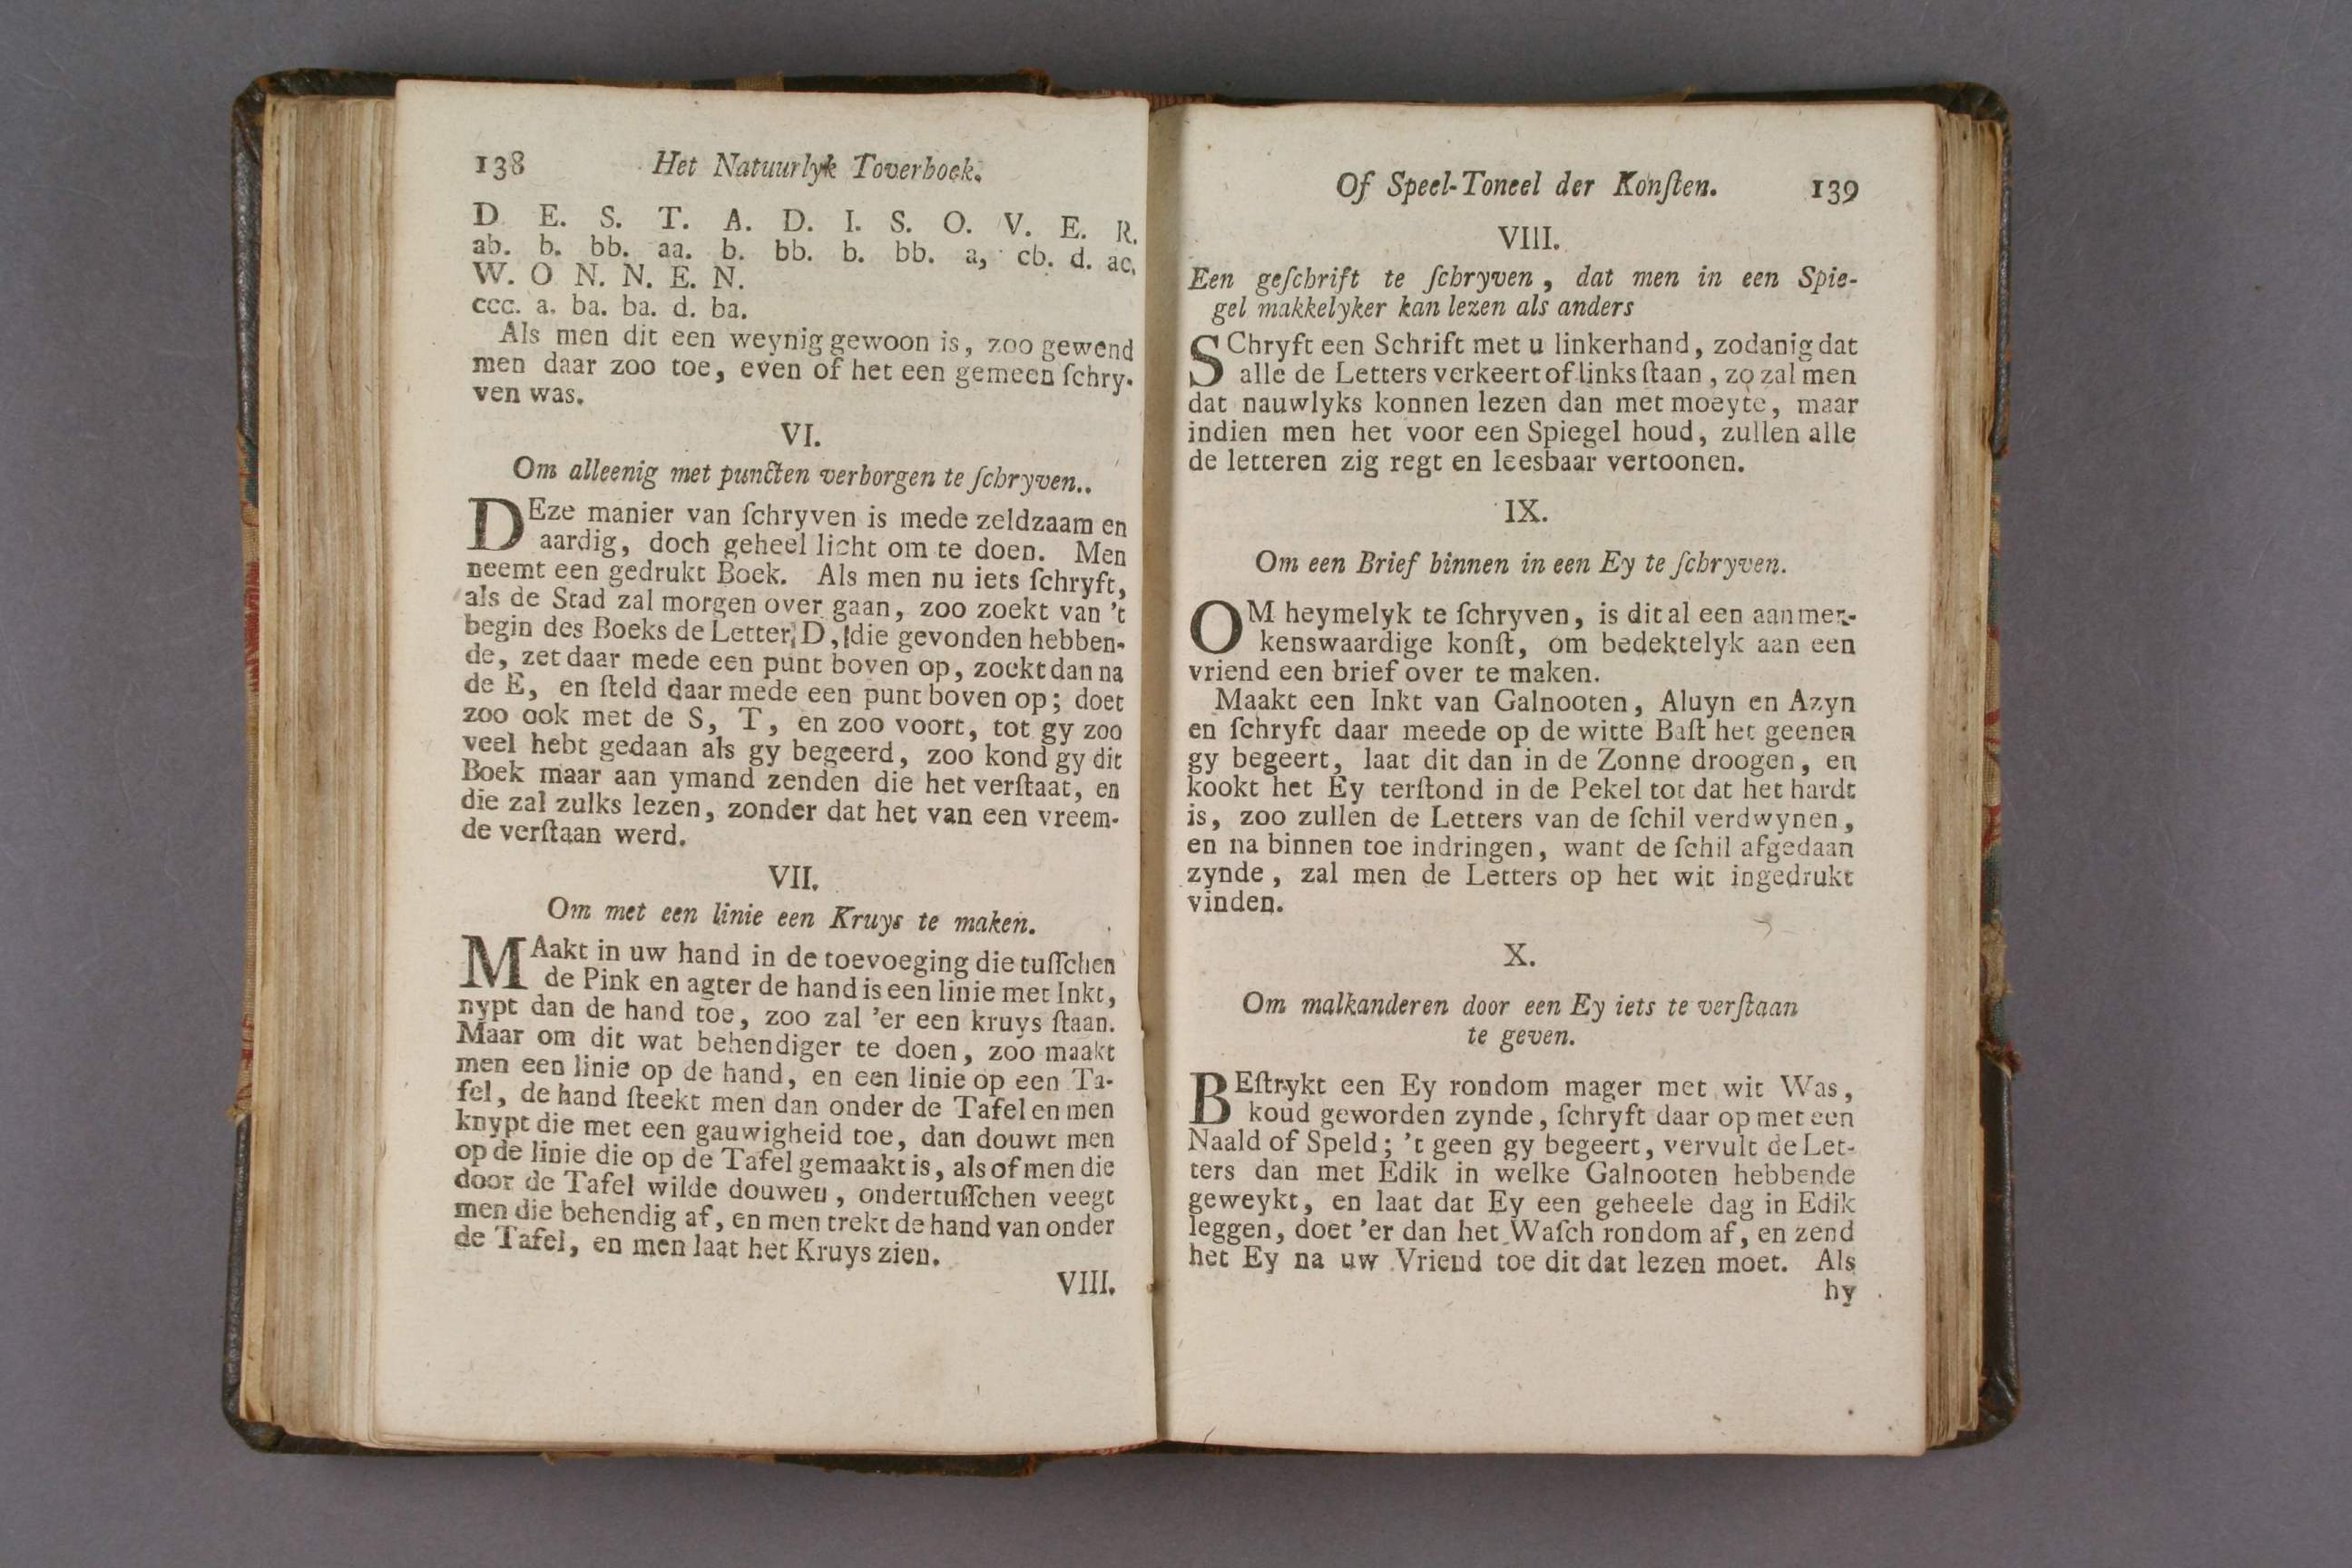 138 Het Natuurlyk Toverboek.
D. E. S. T. A. D. I. S. O. V. E. R.
ab. b. bb. aa. b. bb. b. bb. a, cb. d. ac.
W. O N. N. E. N.
ccc. a. ba. ba. d. ba.
Als men dit een weynig gewoon is, zoo gewend
men daar zoo toe, even of het een gemeen ſchry-
ven was.
VI.
Om alleenig met puncten verborgen te ſchryven..
DEze manier van ſchryven is mede zeldzaam en
aardig, doch geheel licht om te doen. Men
neemt een gedrukt Boek. Als men nu iets ſchryft,
als de Stad zal morgen over gaan, zoo zoekt van 't
begin des Boeks de Letter, D, die gevonden hebben-
de, zet daar mede een punt boven op, zoekt dan na
de E, en ſteld daar mede een punt boven op; doet
zoo ook met de S, T, en zoo voort, tot gy zoo
veel hebt gedaan als gy begeerd, zoo kond gy dit
Boek maar aan ymand zenden die het verſtaat, en
die zal zulks lezen, zonder dat het van een vreem-
de verſtaan werd.
VII.
Om met een linie een Kruys te maken.
MAakt in uw hand in de toevoeging die tuſſchen
de Pink en agter de hand is een linie met Inkt,
nypt dan de hand toe, zoo zal 'er een kruys ſtaan.
Maar om dit wat behendiger te doen, zoo maakt
men een linie op de hand, en een linie op een Ta-
fel, de hand ſteekt men dan onder de Tafel en men
knypt die met een gauwigheid toe, dan douwt men
op de linie die op de Tafel gemaakt is, als of men die
door de Tafel wilde douwen, ondertuſſchen veegt
men die behendig af, en men trekt de hand van onder
de Tafel, en men laat het Kruys zien.
VIII.
Of Speel-Toneel der Konſten. 139
VIII.
Een geſchrift te ſchryven, dat men in een Spie-
gel makkelyker kan lezen als anders
SChryft een Schrift met u linkerhand, zodanig dat
alle de Letters verkeert of links ſtaan, zo zal men
dat nauwlyks konnen lezen dan met moeyte, maar
indien men het voor een Spiegel houd, zullen alle
de letteren zig regt en leesbaar vertoonen.
IX.
Om een Brief binnen in een Ey te ſchryven.
OM heymelyk te ſchryven, is dit al een aanmer-
kenswaardige konſt, om bedektelyk aan een
vriend een brief over te maken.
Maakt een Inkt van Galnooten, Aluyn en Azyn
en ſchryft daar meede op de witte Baſt het geenen
gy begeert, laat dit dan in de Zonne droogen, en
kookt het Ey terſtond in de Pekel tot dat het hardt
is, zoo zullen de Letters van de ſchil verdwynen,
en na binnen toe indringen, want de ſchil afgedaan
zynde, zal men de Letters op het wit ingedrukt
vinden.
X.
Om malkanderen door een Ey iets te verſtaan
te geven.
BEſtrykt een Ey rondom mager met wit Was,
koud geworden zynde, ſchryft daar op met een
Naald of Speld; 't geen gy begeert, vervult de Let-
ters dan met Edik in welke Galnooten hebbende
geweykt, en laat dat Ey een geheele dag in Edik
leggen, doet 'er dan het Waſch rondom af, en zend
het Ey na uw Vriend toe dit dat lezen moet. Als
hy